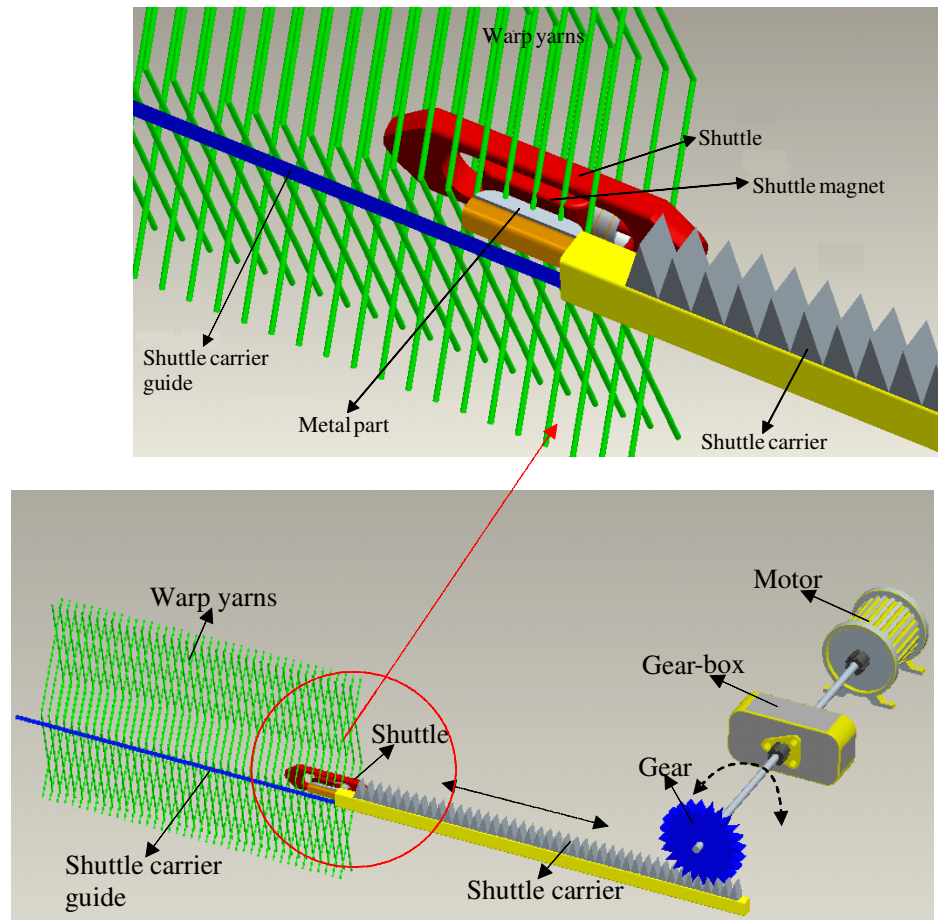 Warp yarns
Shuttle
Shuttle magnet
Shuttle carrier
guide
Metal part
Shuttle carrier
Motor
Warp yarns
Gear-box
Shuttle
Gear
Shuttle carrier
guide
Shuttle carrier